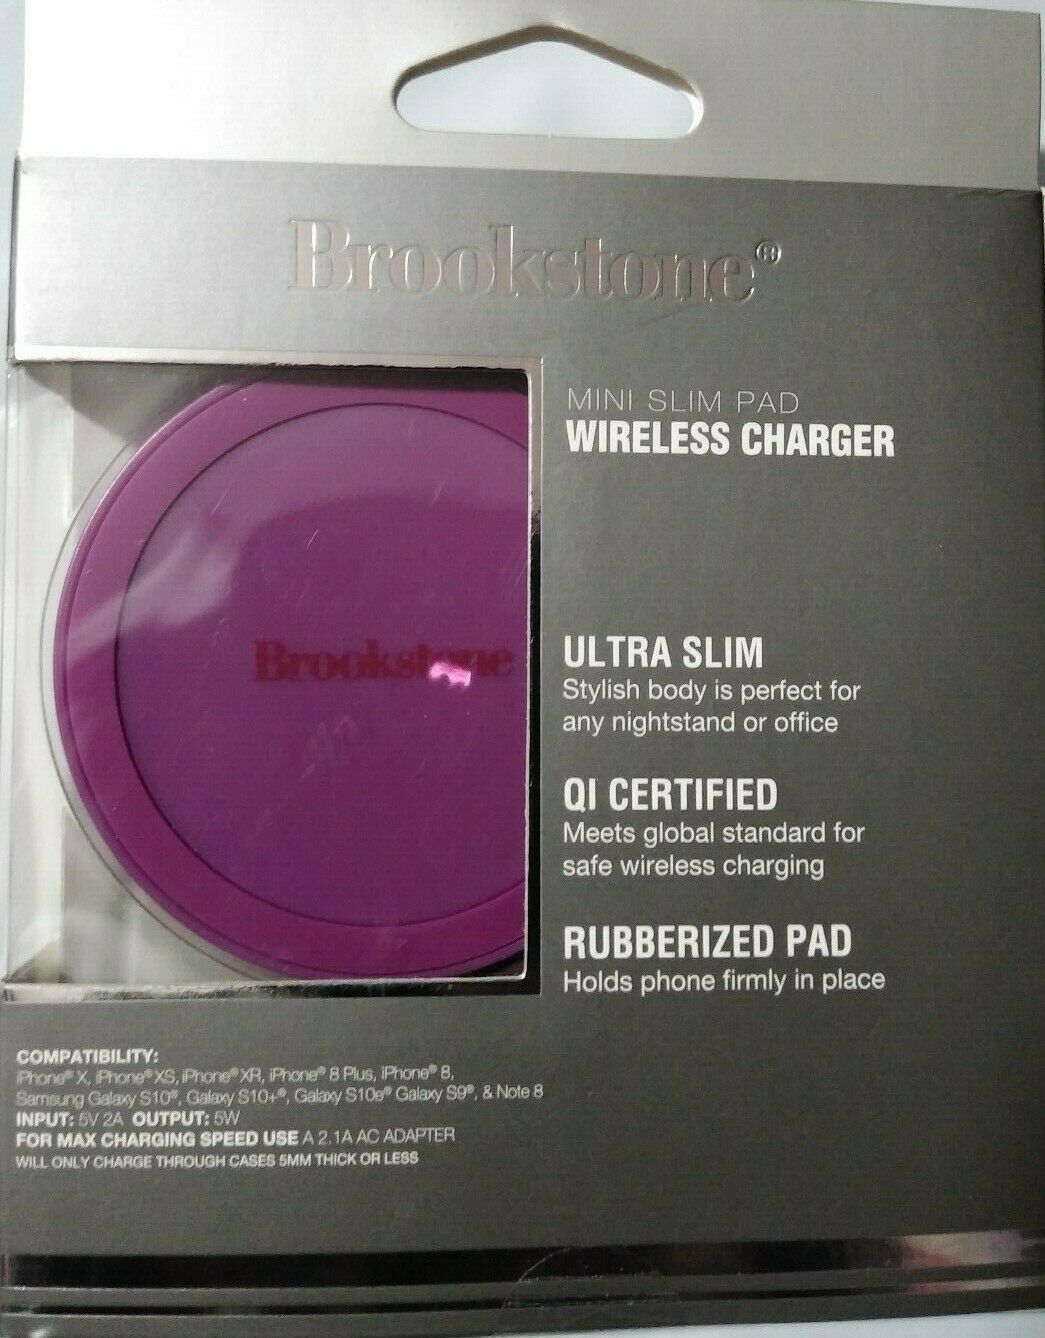 Brookstone®
MINI SLIM PAD
WIRELESS CHARGER
Brookstone
ULTRA SLIM
Stylish body is perfect for
any nightstand or office
QI CERTIFIED
Meets global standard for
safe wireless charging
RUBBERIZED PAD
Holds phone firmly in place
COMPATIBILITY:
iPhone® X, iPhone® XS, iPhone® XR, iPhone® 8 Plus, iPhone® 8,
Samsung Galaxy S10®, Galaxy S10+®, Galaxy S10e® Galaxy S9®, & Note 8
INPUT: 5V 2A OUTPUT: 5W
FOR MAX CHARGING SPEED USE A 2.1A AC ADAPTER
WILL ONLY CHARGE THROUGH CASES 5MM THICK OR LESS